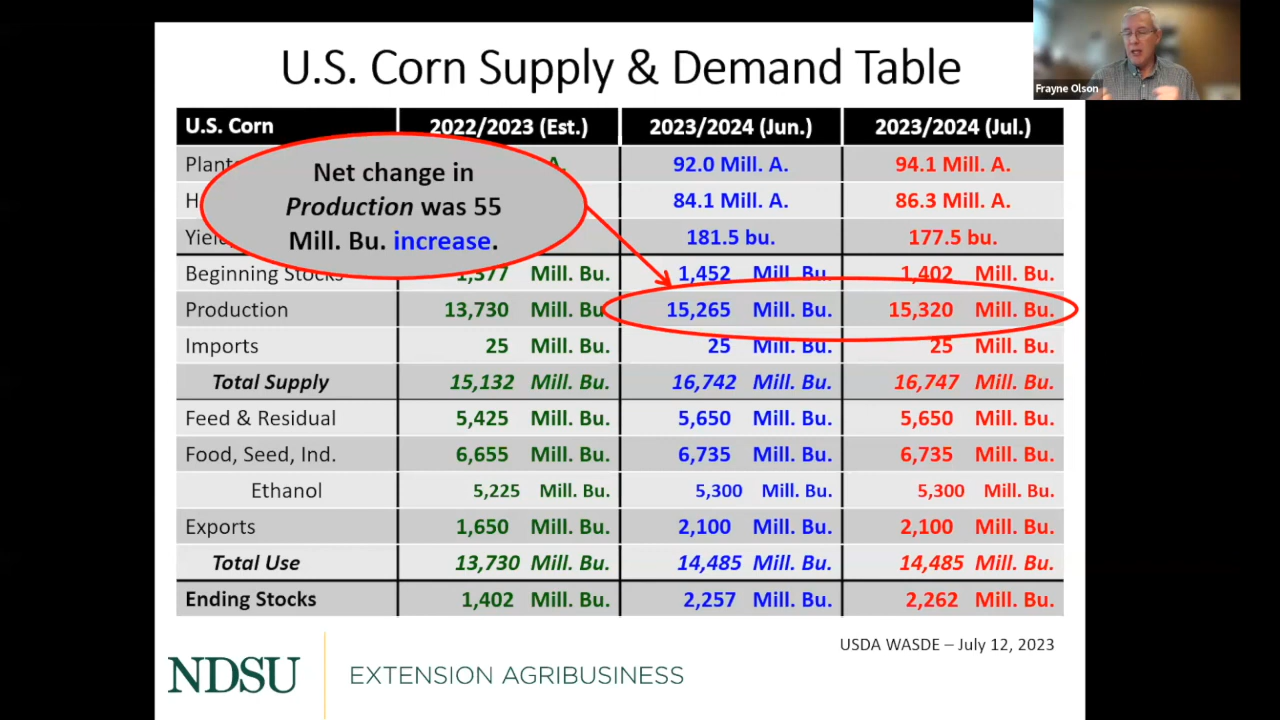 U.S. Corn Supply & Demand Table
Frayne Olson
U.S. Corn 2022/2023 (Est.) 2023/2024 (Jun.) 2023/2024 (Jul.)
Plant A. 92.0 Mill. A. 94.1 Mill. A.
H 84.1 Mill. A. 86.3 Mill. A.
Yiel 181.5 bu. 177.5 bu.
Net change in
Production was 55
Mill. Bu. increase.
Beginning Stocks 1,377 Mill. Bu. 1,452 Mill. Bu. 1,402 Mill. Bu.
Production 13,730 Mill. Bu 15,265 Mill. Bu. 15,320 Mill. Bu.
Imports 25 Mill. Bu. 25 Mill. Bu. 25 Mill. Bu.
Total Supply 15,132 Mill. Bu. 16,742 Mill. Bu. 16,747 Mill. Bu.
Feed & Residual 5,425 Mill. Bu. 5,650 Mill. Bu. 5,650 Mill. Bu.
Food, Seed, Ind. 6,655 Mill. Bu. 6,735 Mill. Bu. 6,735 Mill. Bu.
Ethanol 5,225 Mill. Bu. 5,300 Mill. Bu. 5,300 Mill. Bu.
Exports 1,650 Mill. Bu. 2,100 Mill. Bu. 2,100 Mill. Bu.
Total Use 13,730 Mill. Bu. 14,485 Mill. Bu. 14,485 Mill. Bu.
Ending Stocks 1,402 Mill. Bu. 2,257 Mill. Bu. 2,262 Mill. Bu.
USDA WASDE – July 12, 2023
NDSU EXTENSION AGRIBUSINESS